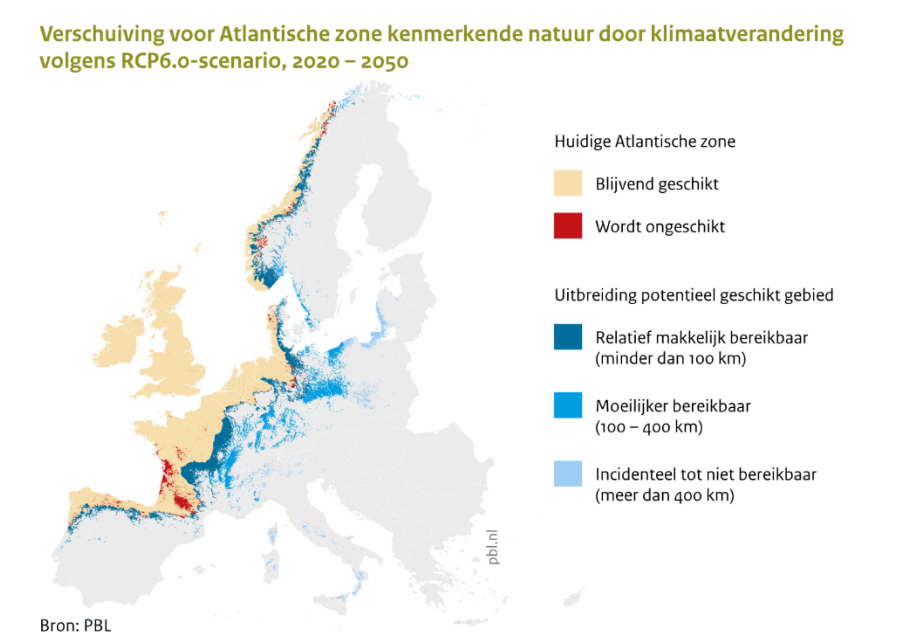 Verschuiving voor Atlantische zone kenmerkende natuur door klimaatverandering
volgens RCP6.0-scenario, 2020 – 2050
Huidige Atlantische zone
Blijvend geschikt
Wordt ongeschikt
Uitbreiding potentieel geschikt gebied
Relatief makkelijk bereikbaar
(minder dan 100 km)
Moeilijker bereikbaar
(100 – 400 km)
Incidenteel tot niet bereikbaar
(meer dan 400 km)
pbl.nl
Bron: PBL